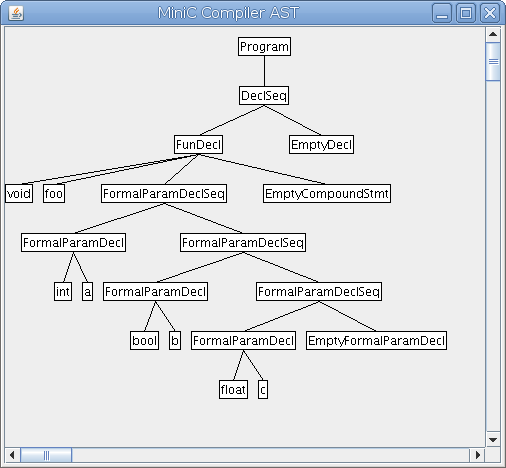 MiniC Compiler AST
Program
DeclSeq
FunDecl EmptyDecl
void foo FormalParamDeclSeq EmptyCompoundStmt
FormalParamDecl FormalParamDeclSeq
int a FormalParamDecl FormalParamDeclSeq
bool b FormalParamDecl EmptyFormalParamDecl
float c